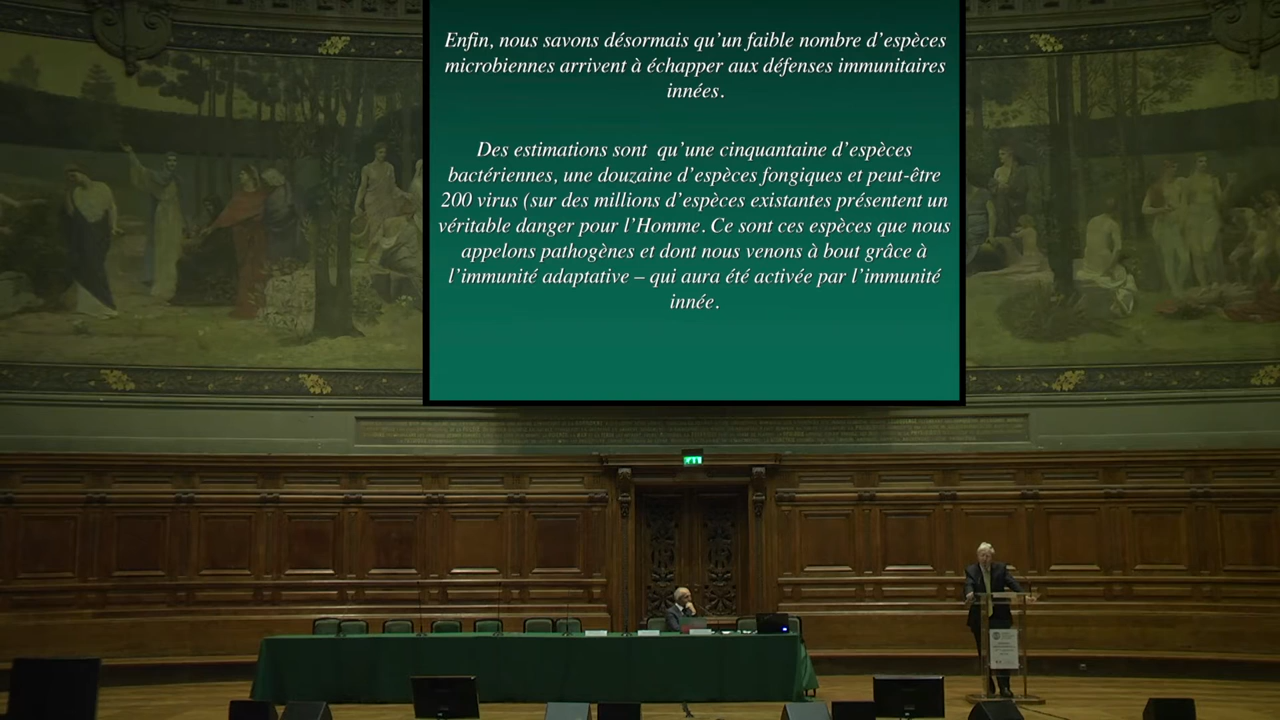 Enfin, nous savons désormais qu’un faible nombre d’espèces
microbiennes arrivent à échapper aux défenses immunitaires
innées.
Des estimations sont  qu’une cinquantaine d’espèces
bactériennes, une douzaine d’espèces fongiques et peut-être
200 virus (sur des millions d’espèces existantes présentent un
véritable danger pour l’Homme. Ce sont ces espèces que nous
appelons pathogènes et dont nous venons à bout grâce à
l’immunité adaptative – qui aura été activée par l’immunité
innée.